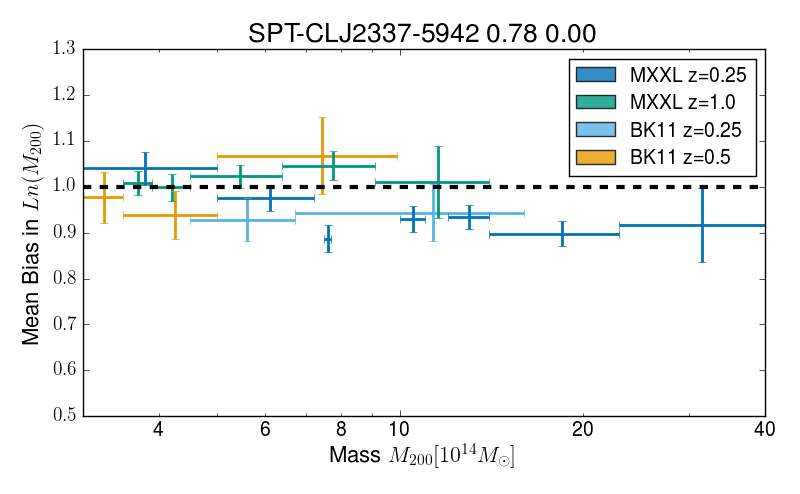 SPT-CLJ2337-5942 0.78 0.00
Mean Bias in Ln(M₂₀₀)
1.3
1.2
1.1
1.0
0.9
0.8
0.7
0.6
0.5
MXXL z=0.25
MXXL z=1.0
BK11 z=0.25
BK11 z=0.5
4 6 8 10 20 40
Mass M₂₀₀[10¹⁴M☉]